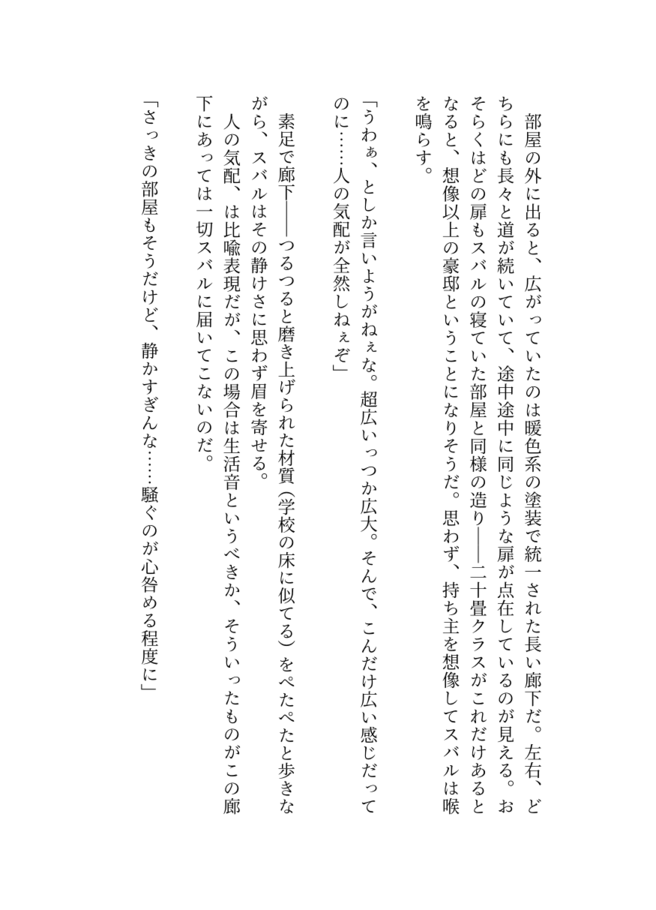 部屋の外に出ると、広がっていたのは暖色系の塗装で統一された長い廊下だ。左右、ど
ちらにも長々と道が続いていて、途中途中に同じような扉が点在しているのが見える。お
そらくはどの扉もスバルの寝ていた部屋と同様の造り――二十畳クラスがこれだけあると
なると、想像以上の豪邸ということになりそうだ。思わず、持ち主を想像してスバルは喉
を鳴らす。
「うわぁ、としか言いようがねぇな。超広いっつか広大。そんで、こんだけ広い感じだって
のに……人の気配が全然しねぇぞ」
素足で廊下――つるつると磨き上げられた材質（学校の床に似てる）をぺたぺたと歩きな
がら、スバルはその静けさに思わず眉を寄せる。
人の気配、は比喩表現だが、この場合は生活音というべきか、そういったものがこの廊
下にあっては一切スバルに届いてこないのだ。
「さっきの部屋もそうだけど、静かすぎんな……騒ぐのが心咎める程度に」